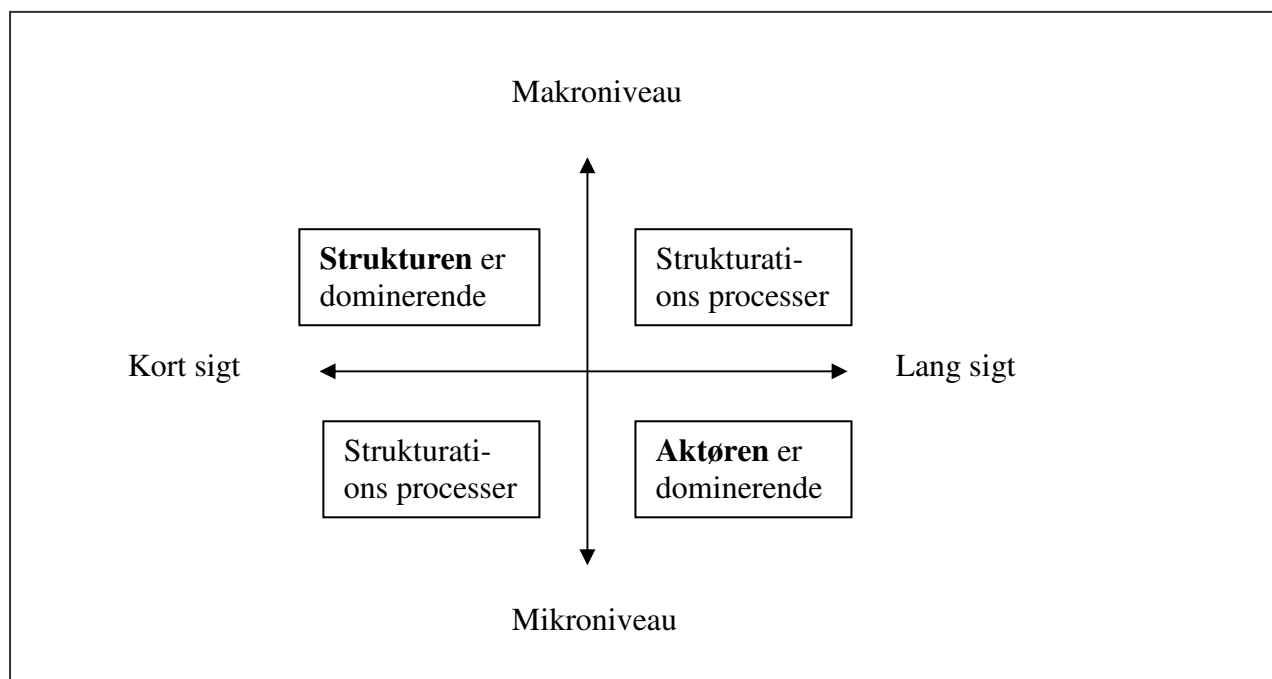 Makroniveau
Strukturen er
dominerende
Strukturati-
ons processer
Kort sigt
Lang sigt
Strukturati-
ons processer
Aktøren er
dominerende
Mikroniveau